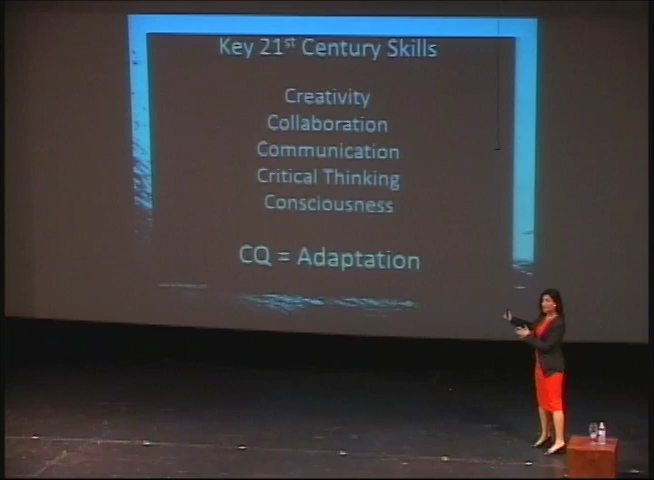 Key 21st Century Skills
Creativity
Collaboration
Communication
Critical Thinking
Consciousness
CQ = Adaptation